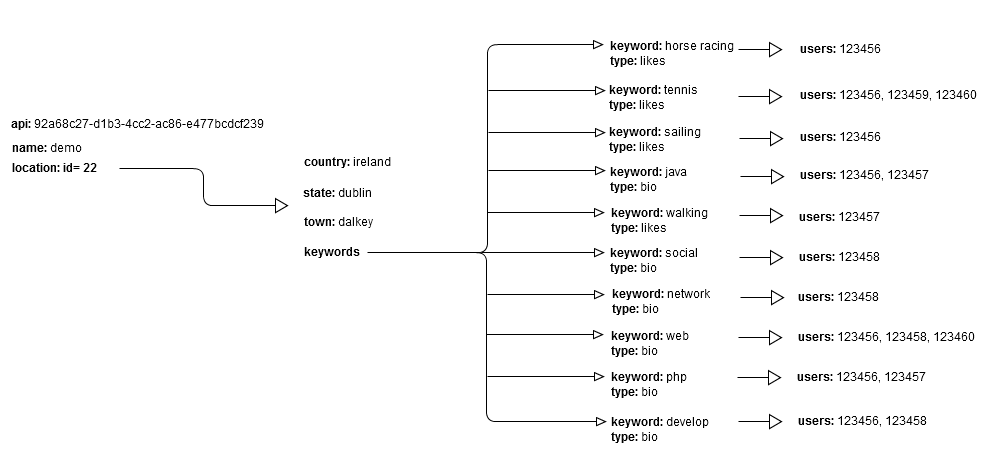 api: 92a68c27-d1b3-4cc2-ac86-e477bcdcf239
name: demo
location: id= 22
country: ireland
state: dublin
town: dalkey
keywords
keyword: horse racing
type: likes
users: 123456
keyword: tennis
type: likes
users: 123456, 123459, 123460
keyword: sailing
type: likes
users: 123456
keyword: java
type: bio
users: 123456, 123457
keyword: walking
type: likes
users: 123457
keyword: social
type: bio
users: 123458
keyword: network
type: bio
users: 123458
keyword: web
type: bio
users: 123456, 123458, 123460
keyword: php
type: bio
users: 123456, 123457
keyword: develop
type: bio
users: 123456, 123458